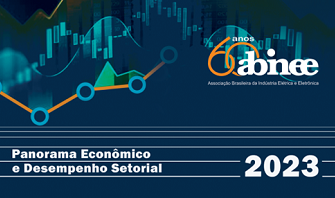 60 anos
abinee
Associação Brasileira da Indústria Elétrica e Eletrônica
Panorama Econômico
e Desempenho Setorial
2023